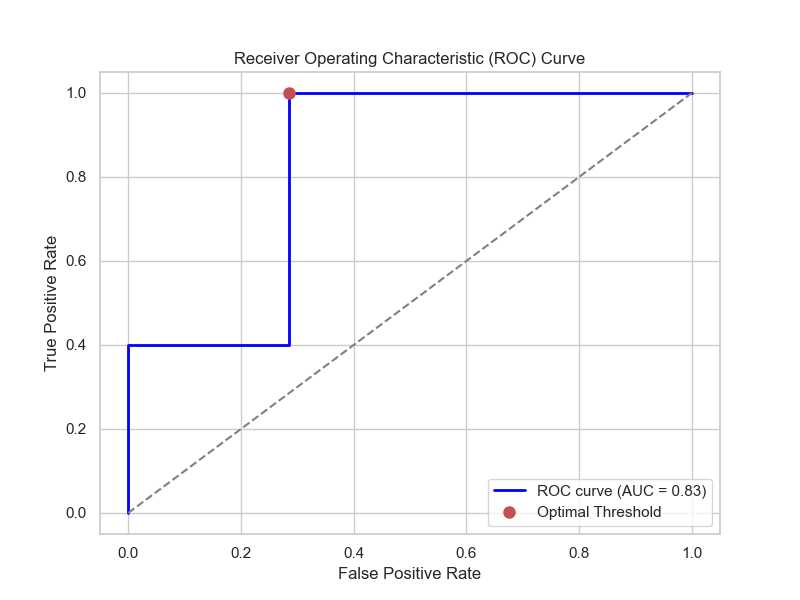 Receiver Operating Characteristic (ROC) Curve
True Positive Rate
1.0
0.8
0.6
0.4
0.2
0.0
0.0 0.2 0.4 0.6 0.8 1.0
False Positive Rate
ROC curve (AUC = 0.83)
Optimal Threshold